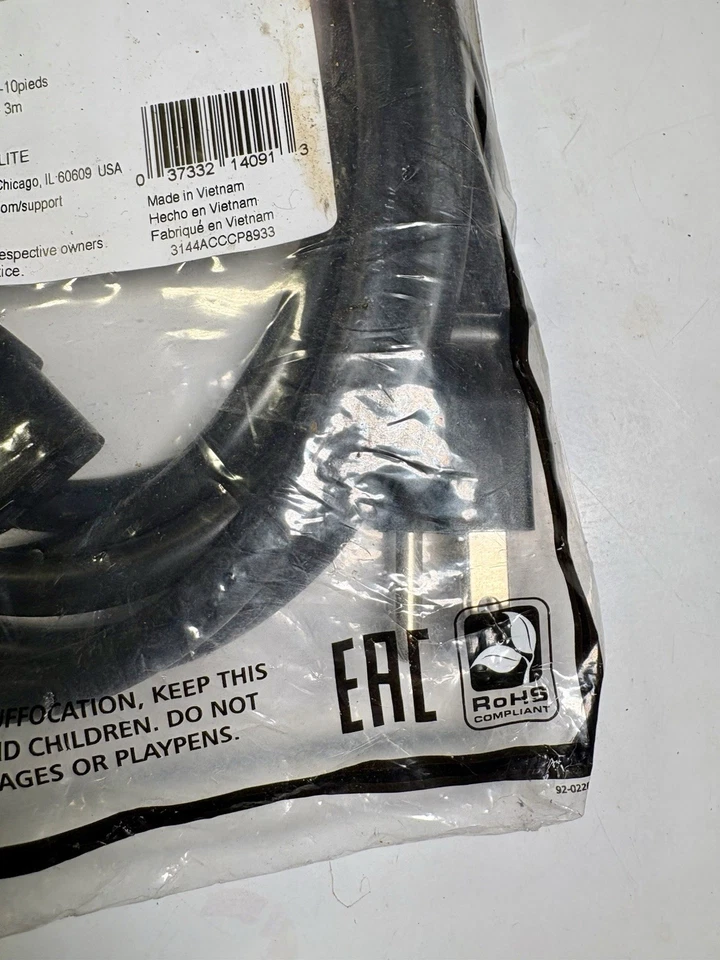 -10pieds
3m
LITE
Chicago, IL 60609 USA
om/support
espective owners.
tice.
0 37332 14091 3
Made in Vietnam
Hecho en Vietnam
Fabriqué en Vietnam
3144ACCCP8933
UFFOCATION, KEEP THIS
ND CHILDREN. DO NOT
AGES OR PLAYPENS.
EAC
RoHS
COMPLIANT
92-022